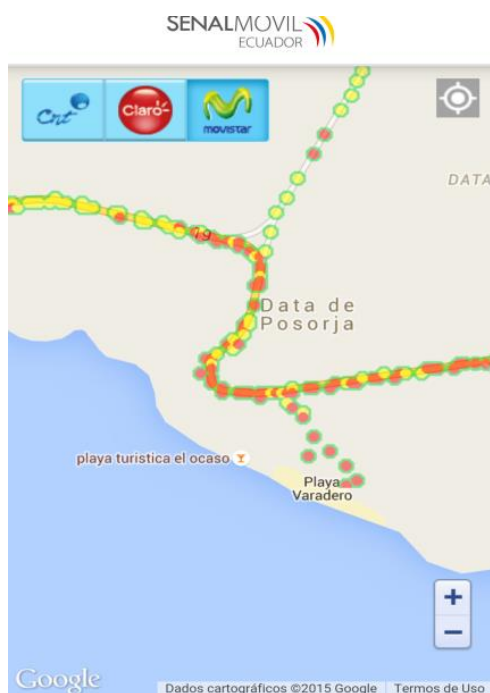 SENALMOVIL
ECUADOR
Cnt
Claro
movistar
DATA
19
Data de
Posorja
playa turistica el ocaso
Playa
Varadero
+
−
Google
Dados cartográficos ©2015 Google
Termos de Uso